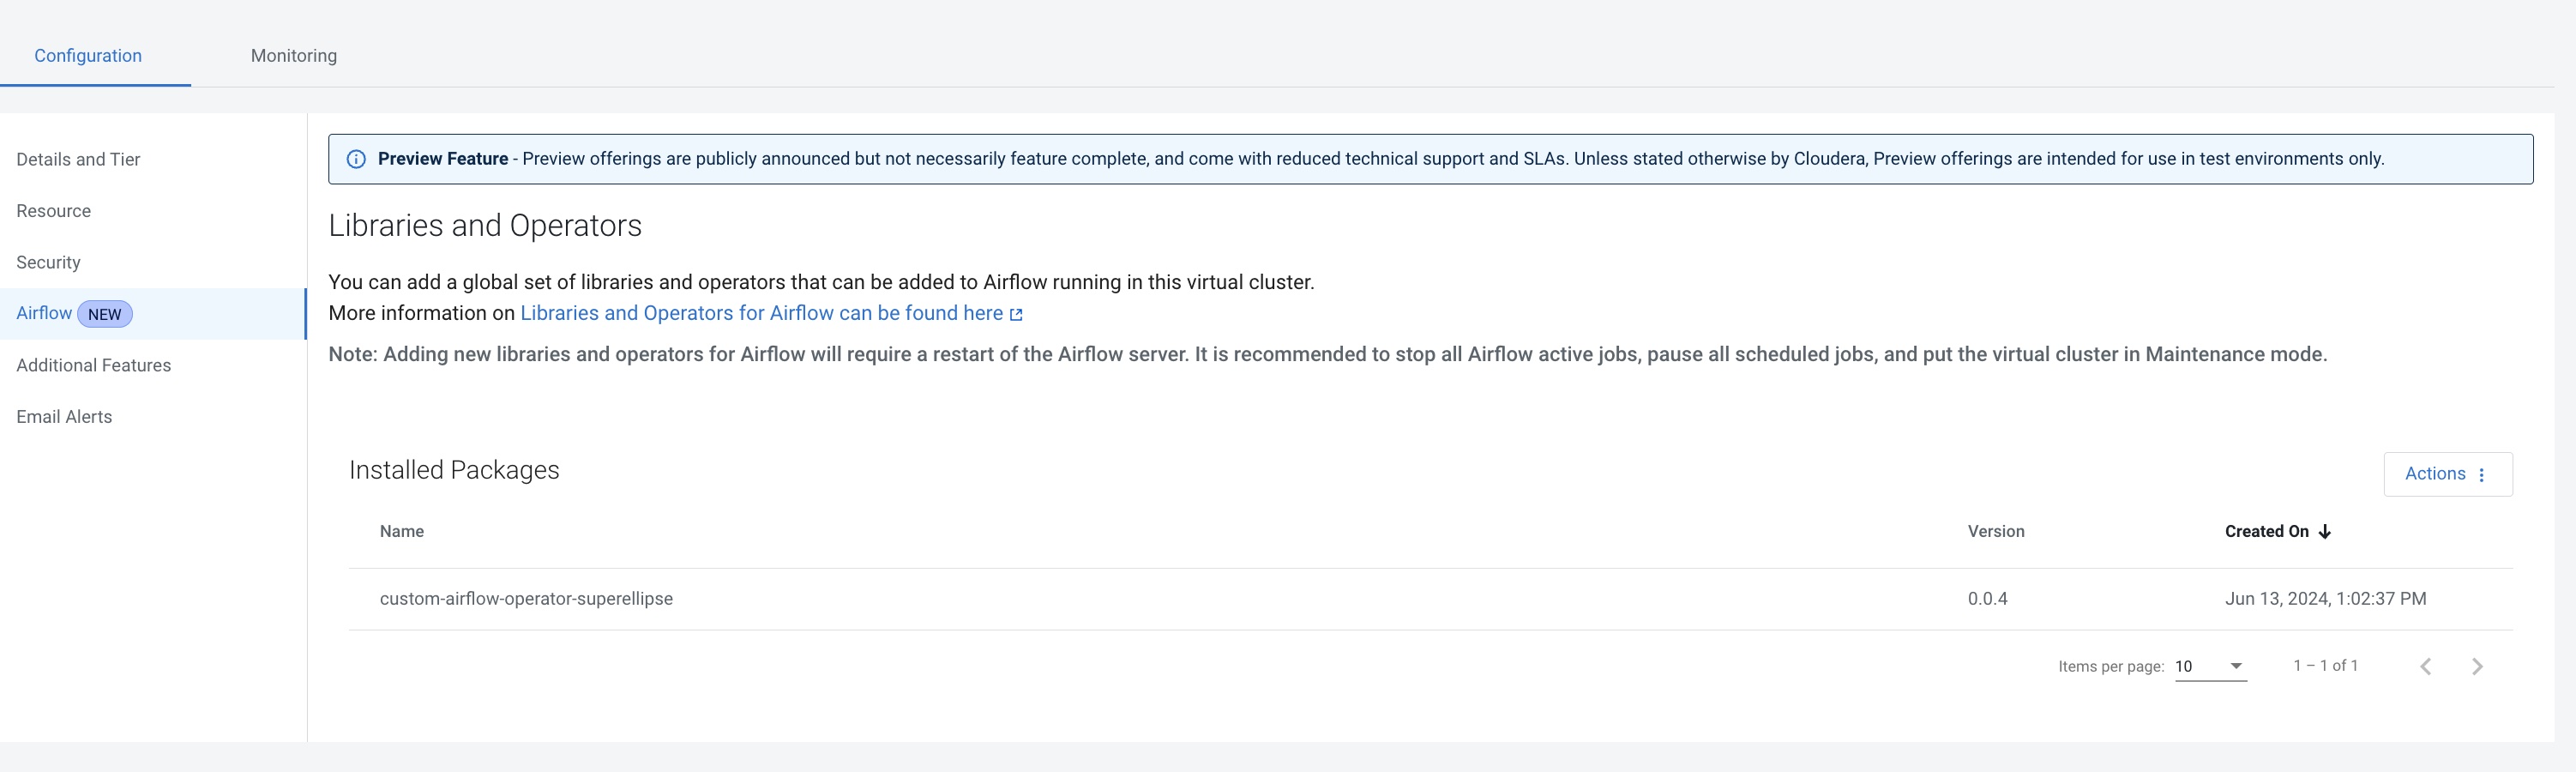 Configuration
Monitoring
Details and Tier
Resource
Security
Airflow NEW
Additional Features
Email Alerts
Preview Feature - Preview offerings are publicly announced but not necessarily feature complete, and come with reduced technical support and SLAs. Unless stated otherwise by Cloudera, Preview offerings are intended for use in test environments only.
Libraries and Operators
You can add a global set of libraries and operators that can be added to Airflow running in this virtual cluster.
More information on Libraries and Operators for Airflow can be found here
Note: Adding new libraries and operators for Airflow will require a restart of the Airflow server. It is recommended to stop all Airflow active jobs, pause all scheduled jobs, and put the virtual cluster in Maintenance mode.
Installed Packages
Actions
Name Version Created On
custom-airflow-operator-superellipse 0.0.4 Jun 13, 2024, 1:02:37 PM
Items per page: 10 1 – 1 of 1